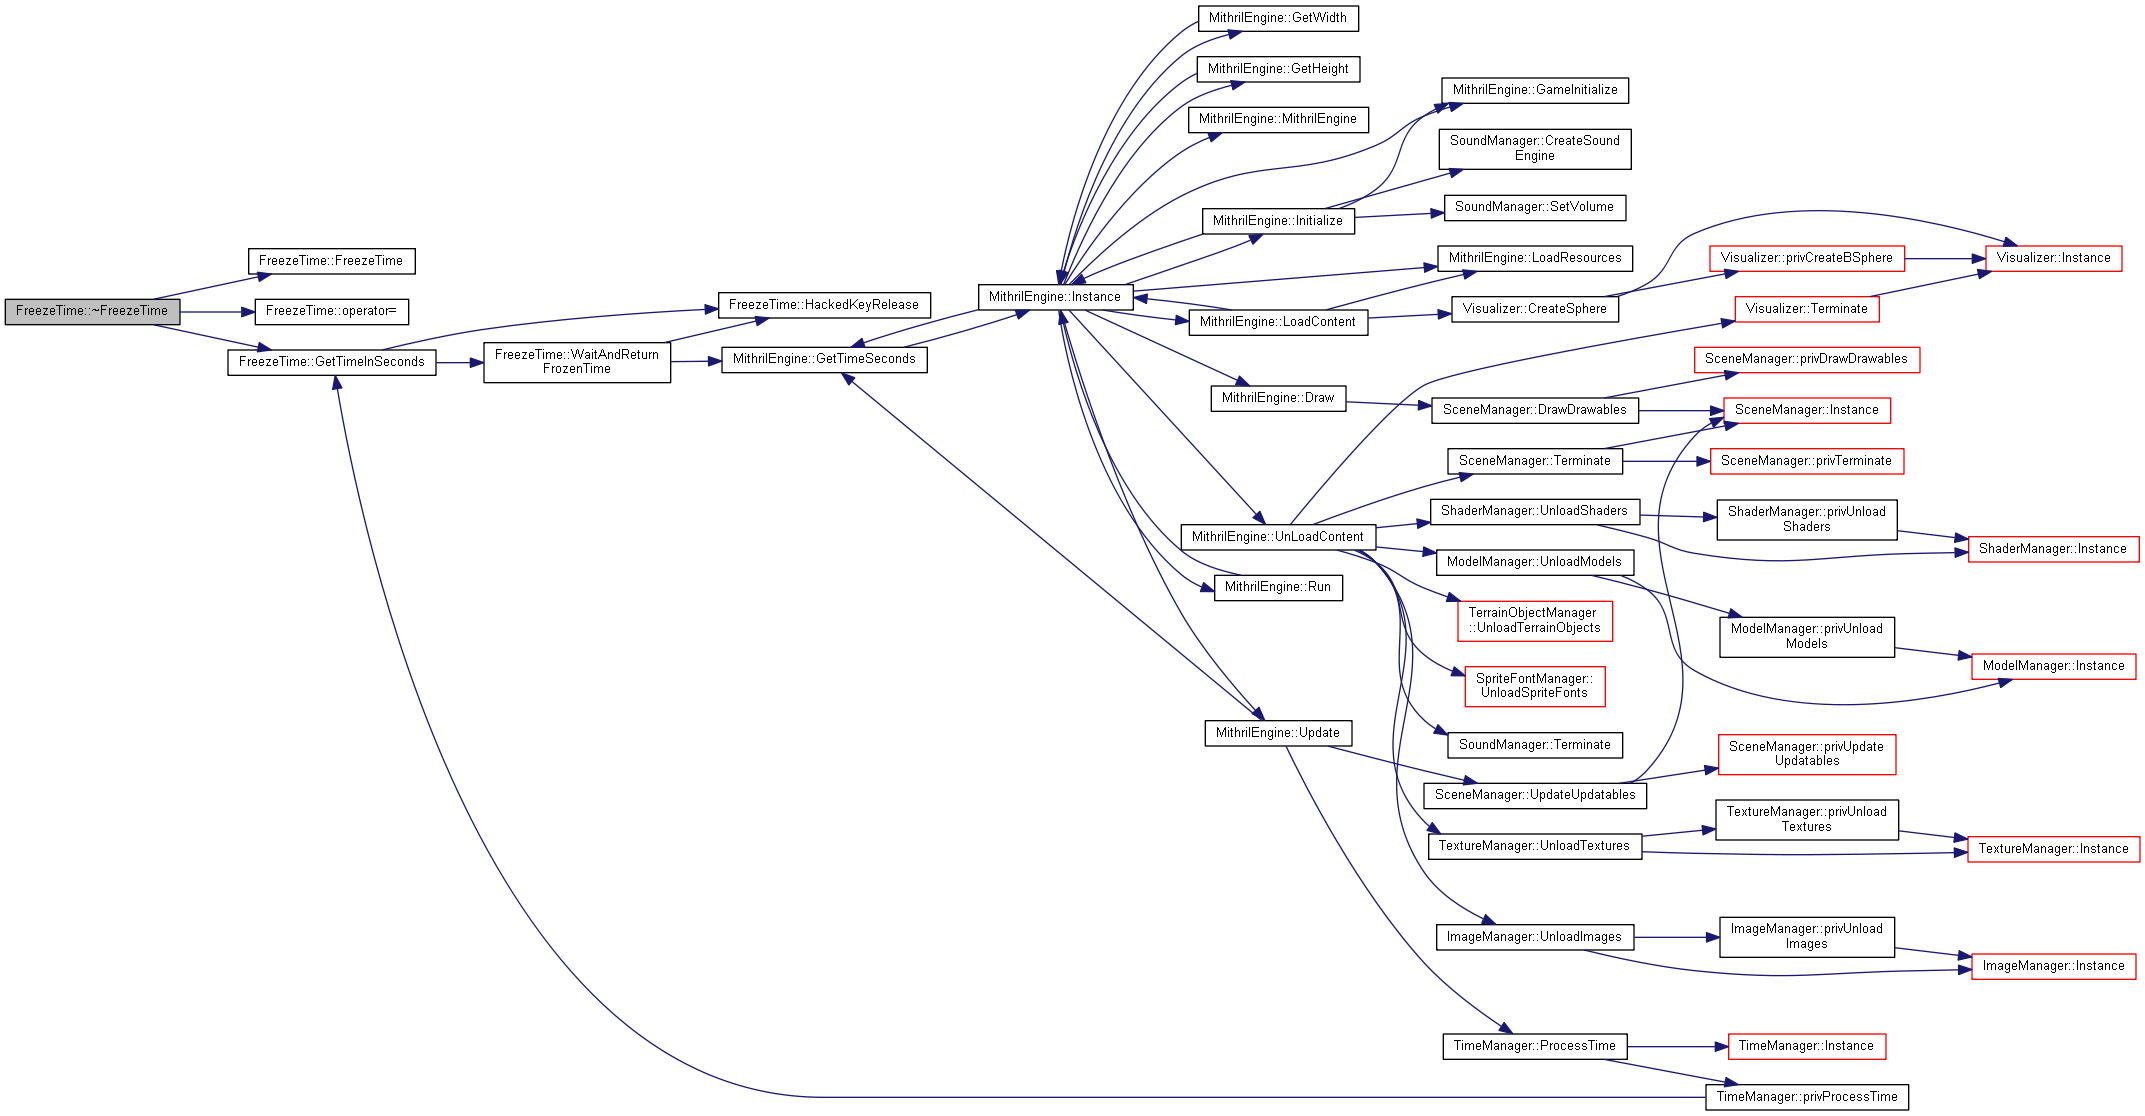 FreezeTime::~FreezeTime
FreezeTime::FreezeTime
FreezeTime::operator=
FreezeTime::GetTimeInSeconds
FreezeTime::WaitAndReturn
FrozenTime
FreezeTime::HackedKeyRelease
MithrilEngine::GetTimeSeconds
MithrilEngine::Instance
MithrilEngine::GetWidth
MithrilEngine::GetHeight
MithrilEngine::MithrilEngine
MithrilEngine::Initialize
MithrilEngine::LoadContent
MithrilEngine::Draw
MithrilEngine::UnLoadContent
MithrilEngine::Run
MithrilEngine::Update
MithrilEngine::GameInitialize
SoundManager::CreateSound
Engine
SoundManager::SetVolume
MithrilEngine::LoadResources
Visualizer::CreateSphere
SceneManager::DrawDrawables
SceneManager::Terminate
ShaderManager::UnloadShaders
ModelManager::UnloadModels
TerrainObjectManager
::UnloadTerrainObjects
SpriteFontManager::
UnloadSpriteFonts
SoundManager::Terminate
SceneManager::UpdateUpdatables
TextureManager::UnloadTextures
ImageManager::UnloadImages
TimeManager::ProcessTime
Visualizer::privCreateBSphere
Visualizer::Terminate
SceneManager::privDrawDrawables
SceneManager::Instance
SceneManager::privTerminate
ShaderManager::privUnload
Shaders
ModelManager::privUnload
Models
SceneManager::privUpdate
Updatables
TextureManager::privUnload
Textures
ImageManager::privUnload
Images
TimeManager::Instance
TimeManager::privProcessTime
Visualizer::Instance
ShaderManager::Instance
ModelManager::Instance
TextureManager::Instance
ImageManager::Instance